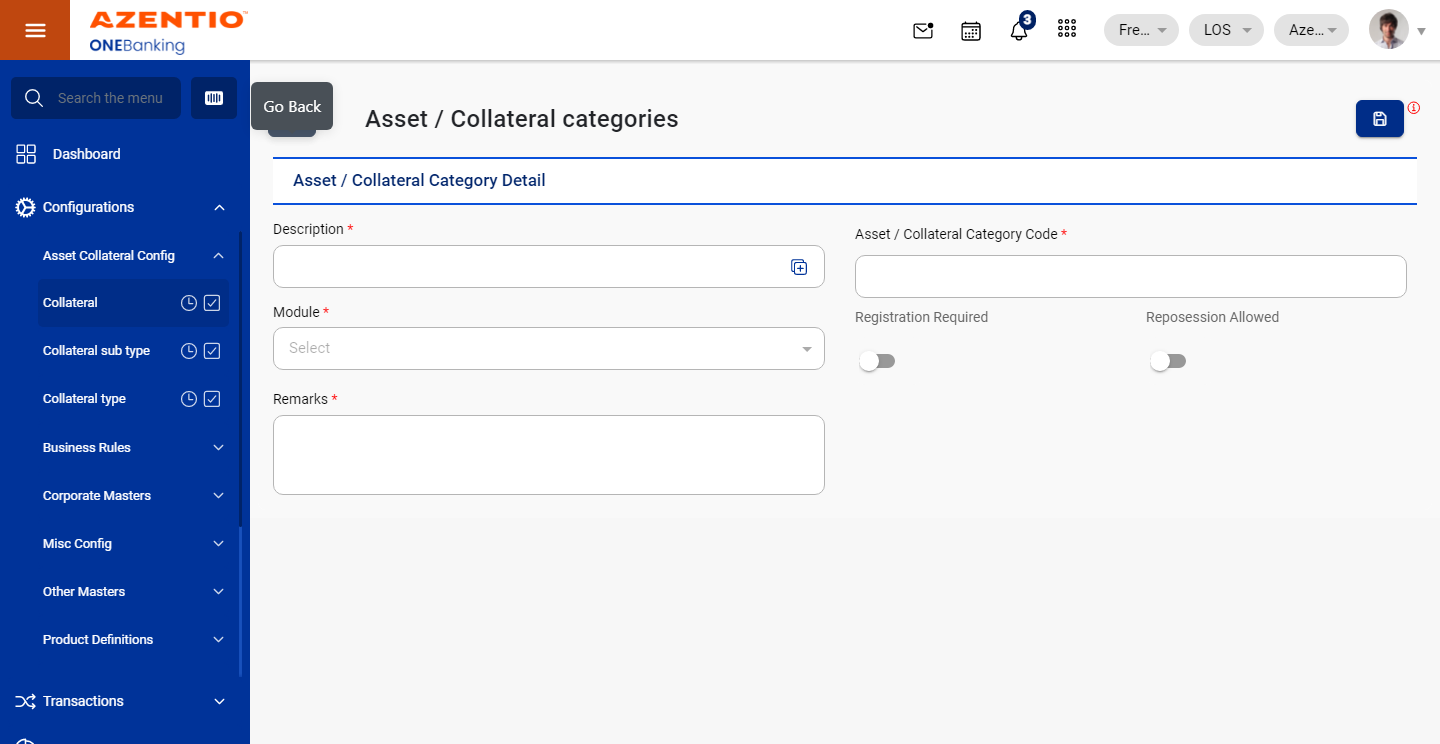 AZENTIO™
ONEBanking
3
Fre...
LOS
Aze...
Search the menu
Go Back
Asset / Collateral categories
Dashboard
Asset / Collateral Category Detail
Configurations
Description *
Asset / Collateral Category Code *
Asset Collateral Config
Collateral
Module *
Registration Required
Reposession Allowed
Select
Collateral sub type
Collateral type
Remarks *
Business Rules
Corporate Masters
Misc Config
Other Masters
Product Definitions
Transactions